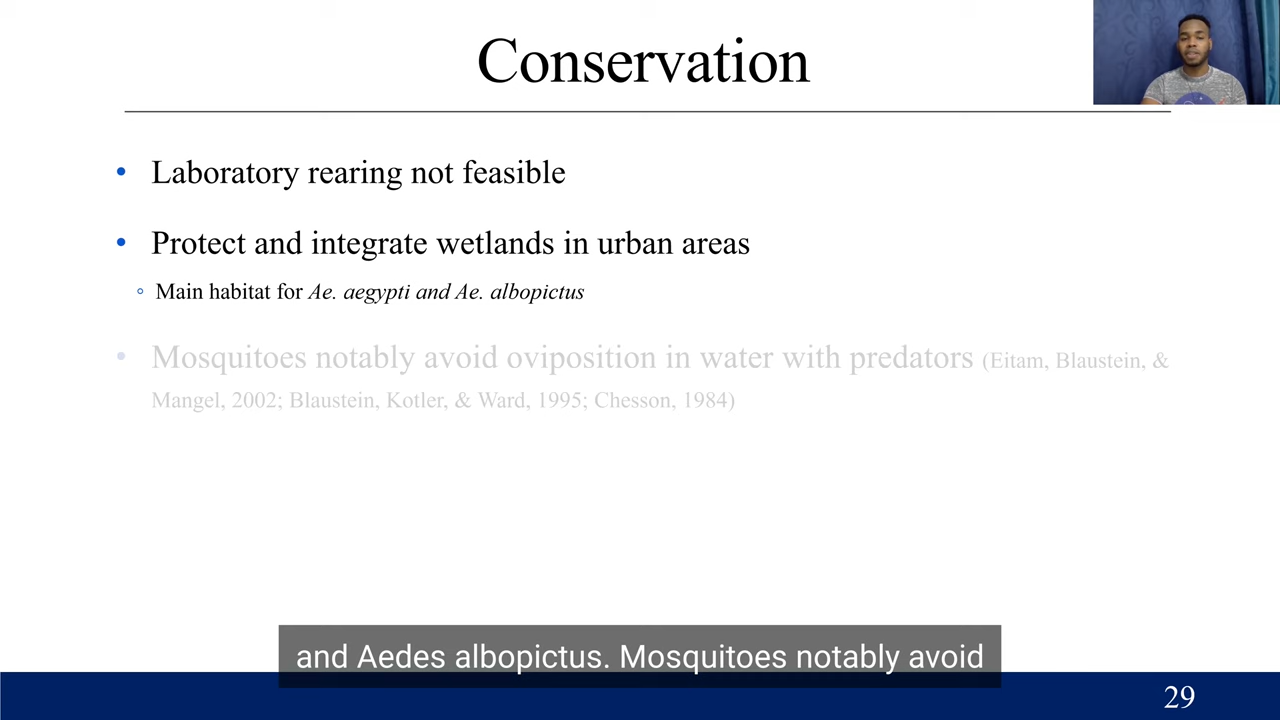 Conservation
• Laboratory rearing not feasible
• Protect and integrate wetlands in urban areas
◦ Main habitat for Ae. aegypti and Ae. albopictus
• Mosquitoes notably avoid oviposition in water with predators (Eitam, Blaustein, &
Mangel, 2002; Blaustein, Kotler, & Ward, 1995; Chesson, 1984)
and Aedes albopictus. Mosquitoes notably avoid
29